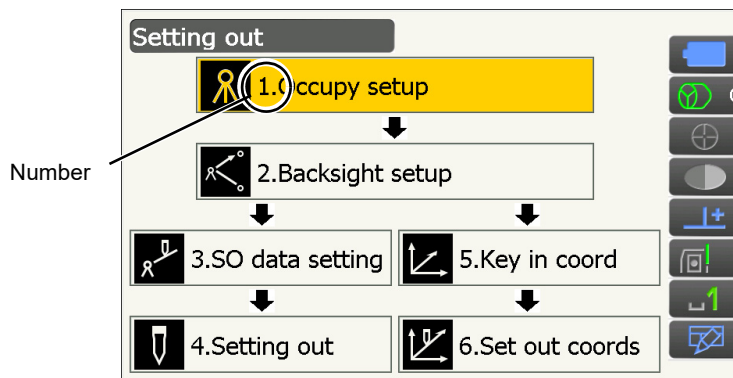 Setting out
1.Occupy setup
Number
2.Backsight setup
3.SO data setting
5.Key in coord
4.Setting out
6.Set out coords
1